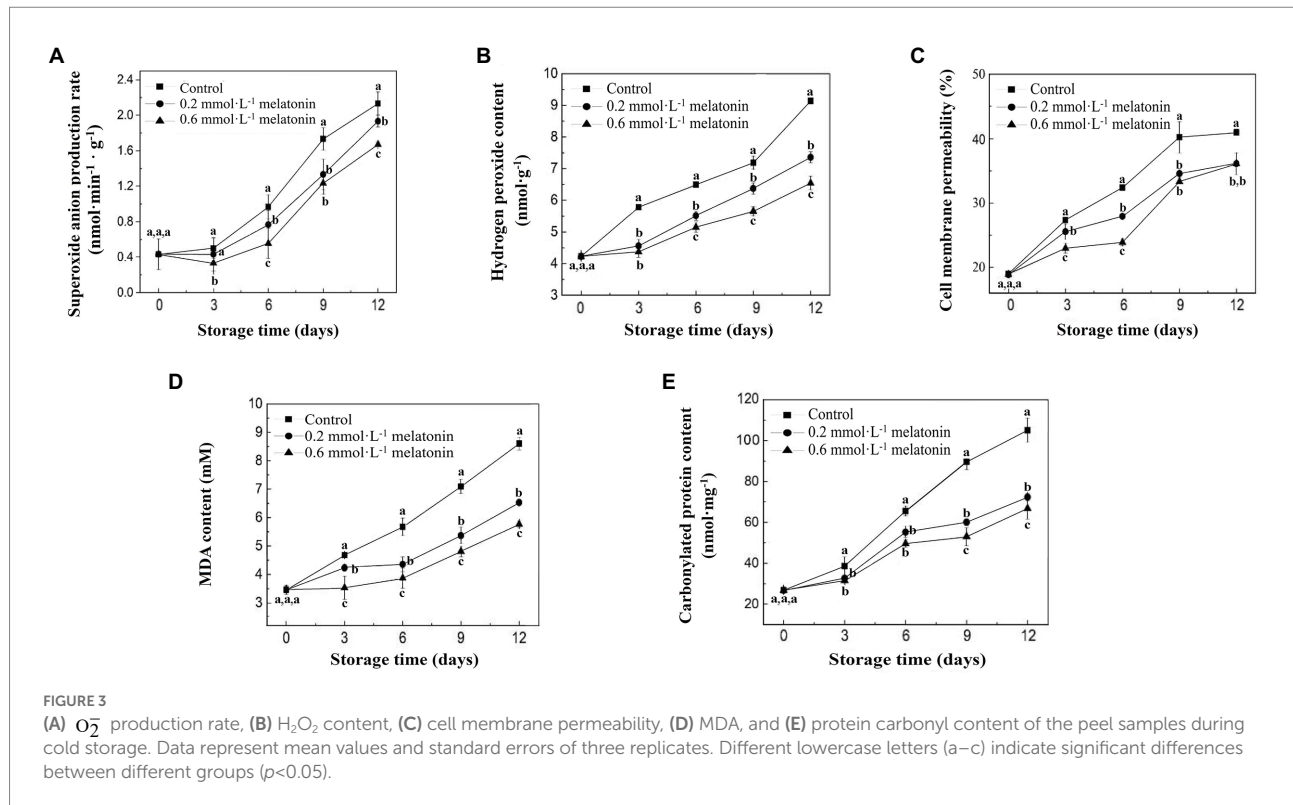 A
Superoxide anion production rate
(nmol·min⁻¹ · g⁻¹)
2.4
2.0
1.6
1.2
0.8
0.4
0.0
Control
0.2 mmol·L⁻¹ melatonin
0.6 mmol·L⁻¹ melatonin
a,a,a
a
a
b
a
b
c
a
b
b
a
b
c
0 3 6 9 12
Storage time (days)
B
Hydrogen peroxide content
(nmol·g⁻¹)
10
9
8
7
6
5
4
3
Control
0.2 mmol·L⁻¹ melatonin
0.6 mmol·L⁻¹ melatonin
a,a,a
a
b
b
a
b
c
a
b
c
a
b
c
0 3 6 9 12
Storage time (days)
C
Cell membrane permeability (%)
50
40
30
20
Control
0.2 mmol·L⁻¹ melatonin
0.6 mmol·L⁻¹ melatonin
a,a,a
a
b
c
a
b
c
a
b
b
a
b,b
0 3 6 9 12
Storage time (days)
D
MDA content (mM)
10
9
8
7
6
5
4
3
Control
0.2 mmol·L⁻¹ melatonin
0.6 mmol·L⁻¹ melatonin
a,a,a
a
b
c
a
b
c
a
b
c
a
b
c
0 3 6 9 12
Storage time (days)
E
Carbonylated protein content
(nmol·mg⁻¹)
120
100
80
60
40
20
Control
0.2 mmol·L⁻¹ melatonin
0.6 mmol·L⁻¹ melatonin
a,a,a
a
b
b
a
b
b
a
b
c
a
b
c
0 3 6 9 12
Storage time (days)
FIGURE 3
(A) O₂⁻ production rate, (B) H₂O₂ content, (C) cell membrane permeability, (D) MDA, and (E) protein carbonyl content of the peel samples during
cold storage. Data represent mean values and standard errors of three replicates. Different lowercase letters (a–c) indicate significant differences
between different groups (p<0.05).